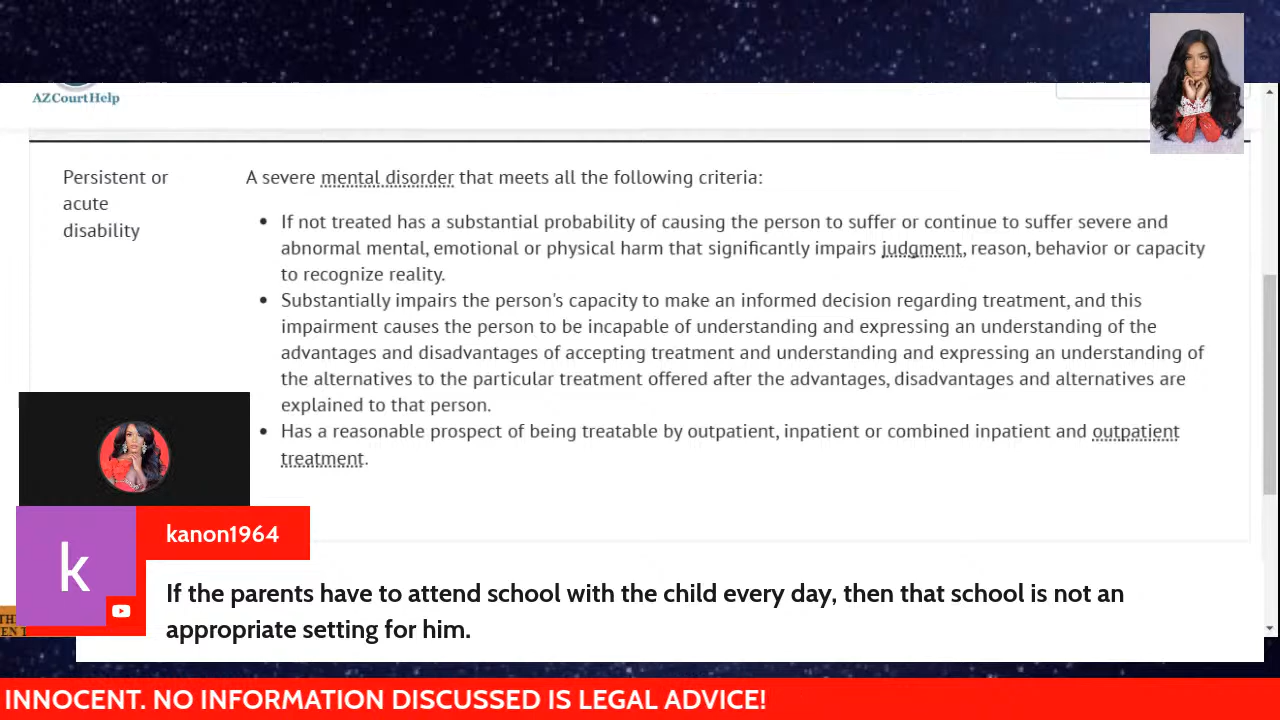 AZCourtHelp
Persistent or
acute
disability
A severe mental disorder that meets all the following criteria:
• If not treated has a substantial probability of causing the person to suffer or continue to suffer severe and
abnormal mental, emotional or physical harm that significantly impairs judgment, reason, behavior or capacity
to recognize reality.
• Substantially impairs the person's capacity to make an informed decision regarding treatment, and this
impairment causes the person to be incapable of understanding and expressing an understanding of the
advantages and disadvantages of accepting treatment and understanding and expressing an understanding of
the alternatives to the particular treatment offered after the advantages, disadvantages and alternatives are
explained to that person.
• Has a reasonable prospect of being treatable by outpatient, inpatient or combined inpatient and outpatient
treatment.
k
kanon1964
If the parents have to attend school with the child every day, then that school is not an
appropriate setting for him.
INNOCENT. NO INFORMATION DISCUSSED IS LEGAL ADVICE!